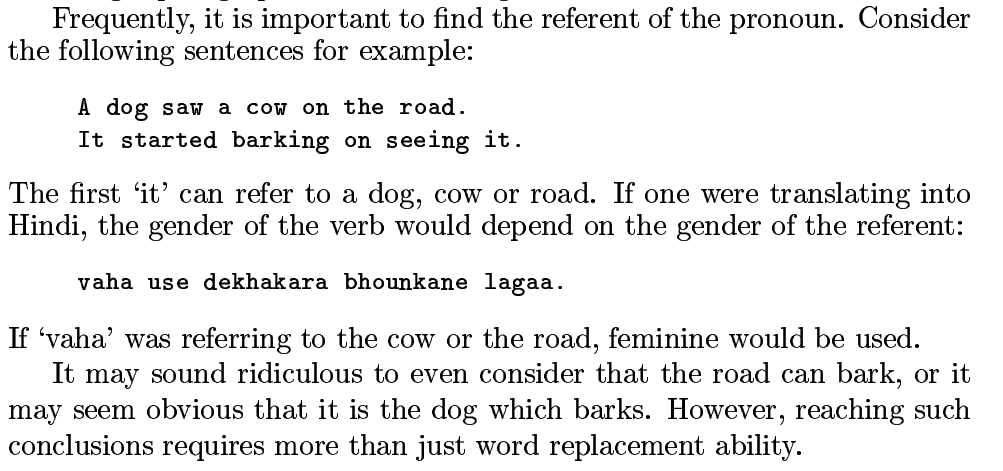 Frequently, it is important to find the referent of the pronoun. Consider
the following sentences for example:
A dog saw a cow on the road.
It started barking on seeing it.
The first ‘it’ can refer to a dog, cow or road. If one were translating into
Hindi, the gender of the verb would depend on the gender of the referent:
vaha use dekhakara bhounkane lagaa.
If ‘vaha’ was referring to the cow or the road, feminine would be used.
It may sound ridiculous to even consider that the road can bark, or it
may seem obvious that it is the dog which barks. However, reaching such
conclusions requires more than just word replacement ability.